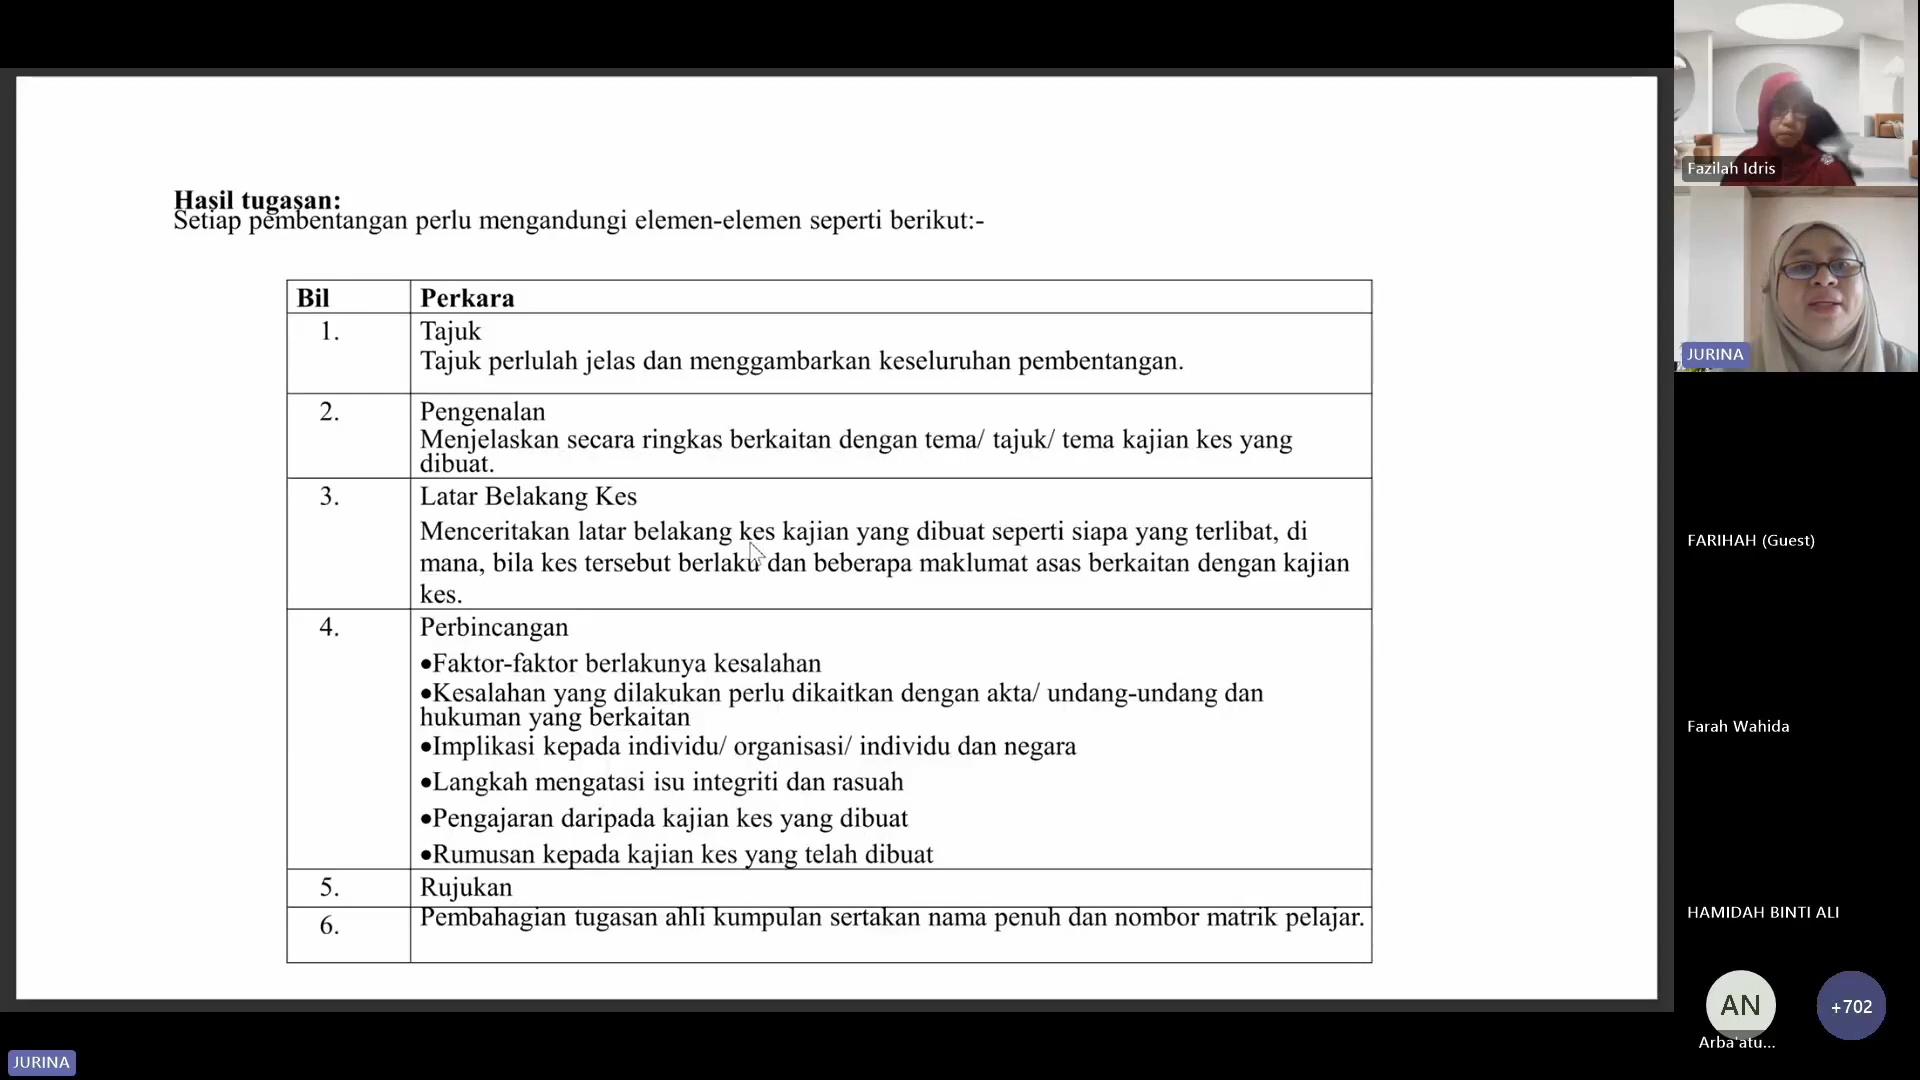 Hasil tugasan:
Setiap pembentangan perlu mengandungi elemen-elemen seperti berikut:-
Bil Perkara
1. Tajuk
Tajuk perlulah jelas dan menggambarkan keseluruhan pembentangan.
2. Pengenalan
Menjelaskan secara ringkas berkaitan dengan tema/ tajuk/ tema kajian kes yang
dibuat.
3. Latar Belakang Kes
Menceritakan latar belakang kes kajian yang dibuat seperti siapa yang terlibat, di
mana, bila kes tersebut berlaku dan beberapa maklumat asas berkaitan dengan kajian
kes.
4. Perbincangan
•Faktor-faktor berlakunya kesalahan
•Kesalahan yang dilakukan perlu dikaitkan dengan akta/ undang-undang dan
hukuman yang berkaitan
•Implikasi kepada individu/ organisasi/ individu dan negara
•Langkah mengatasi isu integriti dan rasuah
•Pengajaran daripada kajian kes yang dibuat
•Rumusan kepada kajian kes yang telah dibuat
5. Rujukan
6. Pembahagian tugasan ahli kumpulan sertakan nama penuh dan nombor matrik pelajar.
Fazilah Idris
JURINA
FARIHAH (Guest)
Farah Wahida
HAMIDAH BINTI ALI
AN
+702
Arba'atu...
JURINA